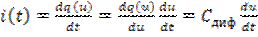 i(t) = dq(u)/dt = dq(u)/du du/dt = C_диф du/dt